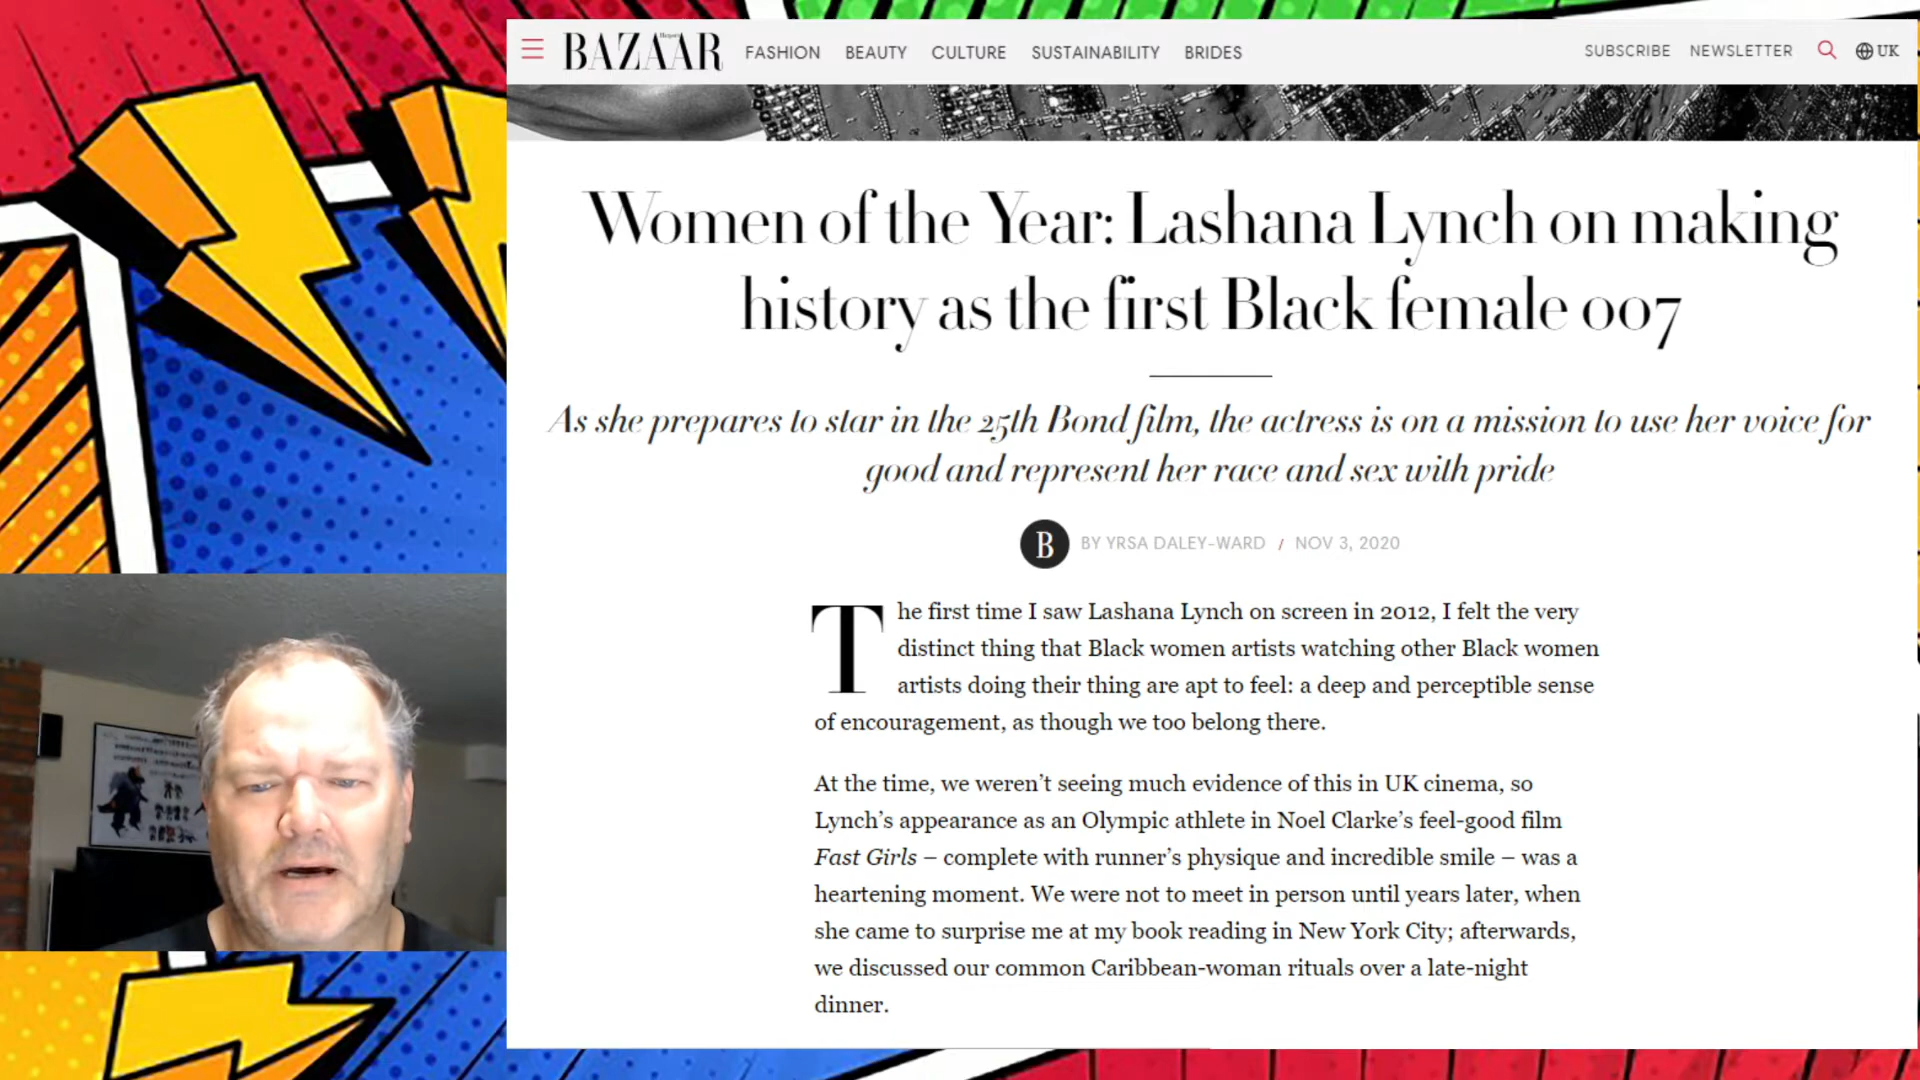 Harper's
BAZAAR
FASHION BEAUTY CULTURE SUSTAINABILITY BRIDES
SUBSCRIBE NEWSLETTER UK
Women of the Year: Lashana Lynch on making
history as the first Black female 007
As she prepares to star in the 25th Bond film, the actress is on a mission to use her voice for
good and represent her race and sex with pride
B BY YRSA DALEY-WARD / NOV 3, 2020
The first time I saw Lashana Lynch on screen in 2012, I felt the very
distinct thing that Black women artists watching other Black women
artists doing their thing are apt to feel: a deep and perceptible sense
of encouragement, as though we too belong there.
At the time, we weren’t seeing much evidence of this in UK cinema, so
Lynch’s appearance as an Olympic athlete in Noel Clarke’s feel-good film
Fast Girls – complete with runner’s physique and incredible smile – was a
heartening moment. We were not to meet in person until years later, when
she came to surprise me at my book reading in New York City; afterwards,
we discussed our common Caribbean-woman rituals over a late-night
dinner.